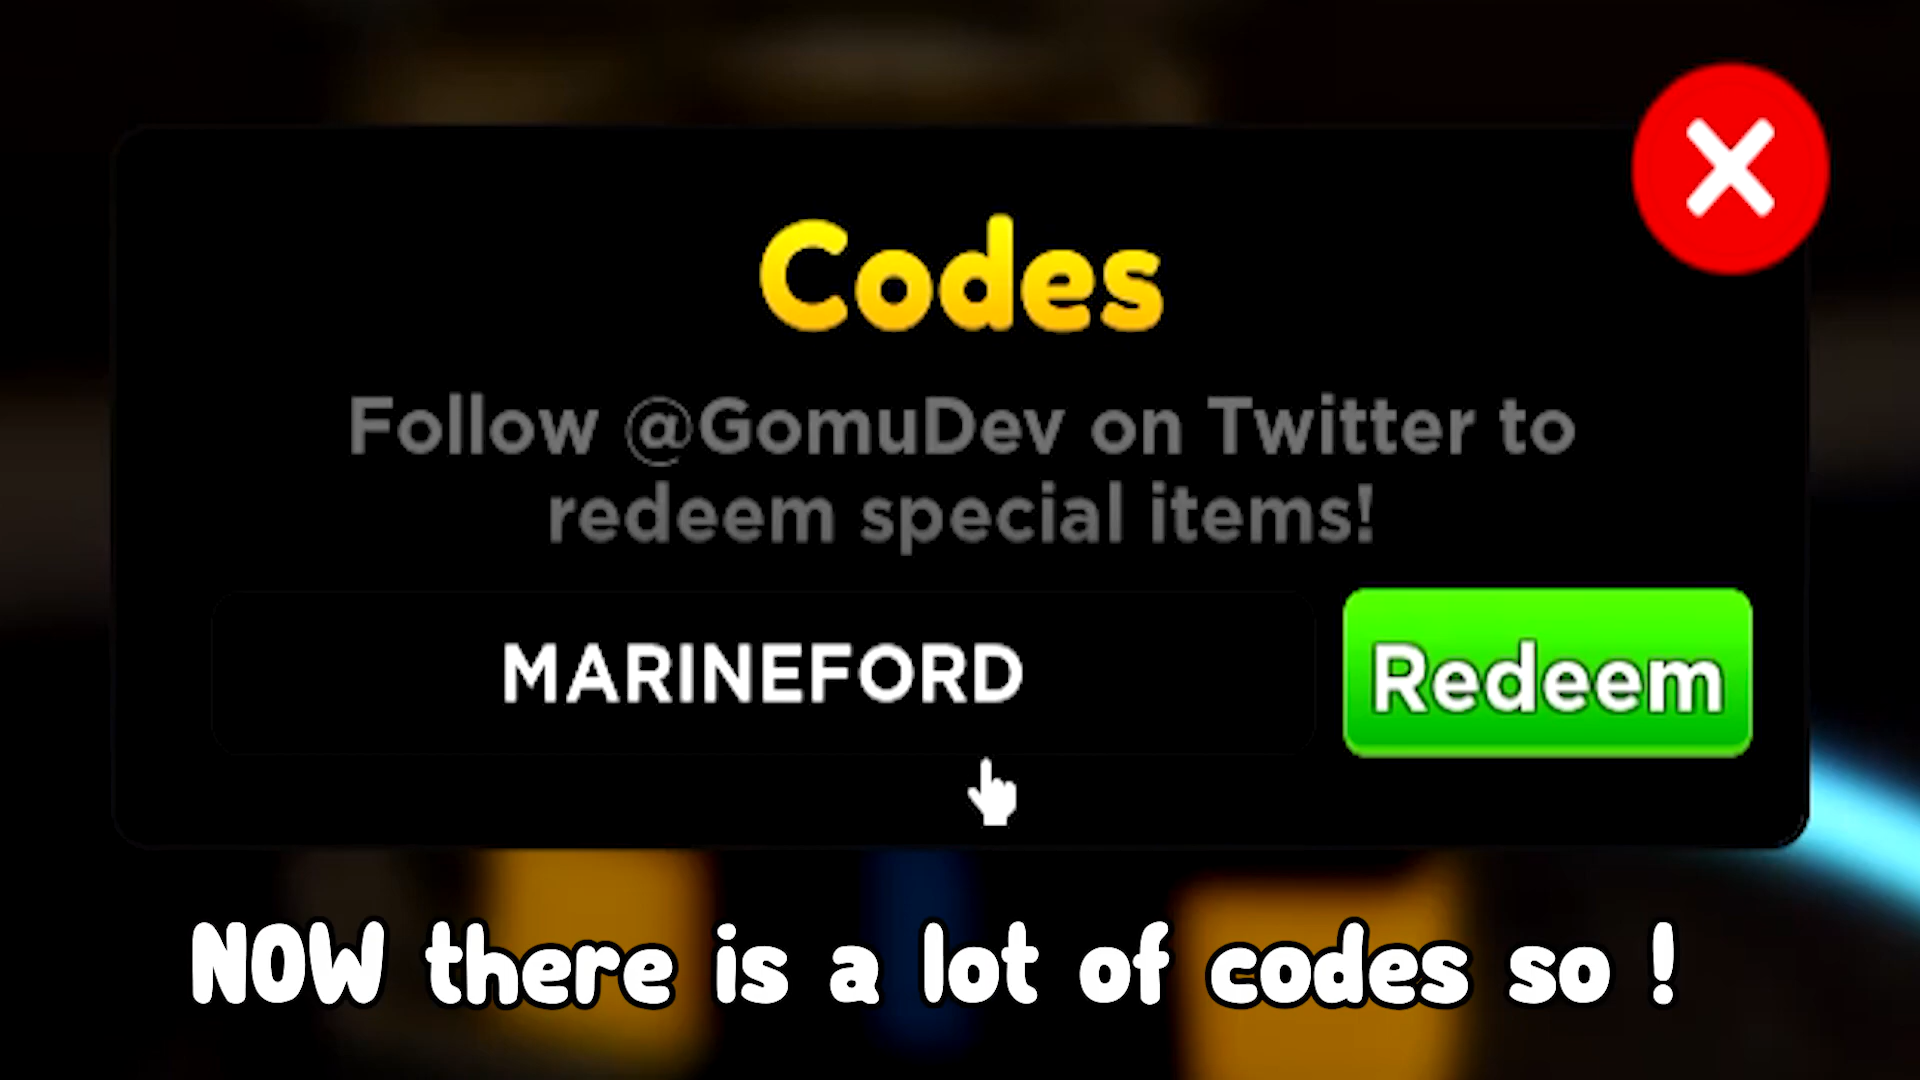 Codes
Follow @GomuDev on Twitter to
redeem special items!
MARINEFORD
Redeem
NOW there is a lot of codes so !